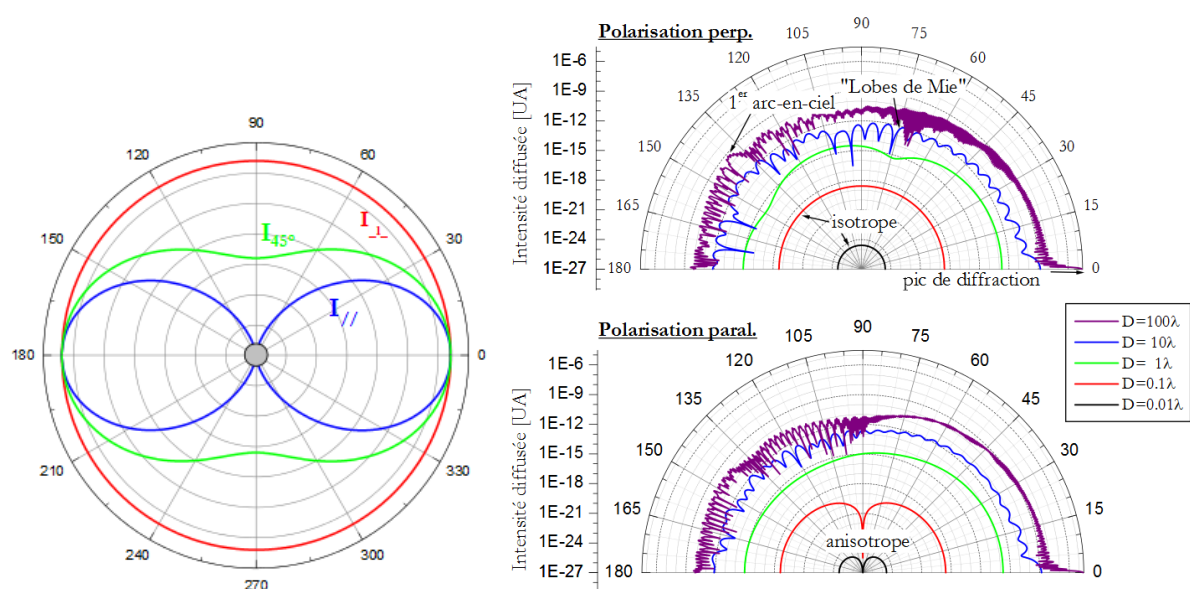 90
120
60
150
30
180
0
210
330
240
300
270
I_⊥
I45°
I//
Polarisation perp.
Intensité diffusée [UA]
1E-6
1E-9
1E-12
1E-15
1E-18
1E-21
1E-24
1E-27
180
165
150
135
120
105
90
75
60
45
30
15
0
1er arc-en-ciel
"Lobes de Mie"
isotrope
pic de diffraction
Polarisation paral.
Intensité diffusée [UA]
1E-6
1E-9
1E-12
1E-15
1E-18
1E-21
1E-24
1E-27
180
165
150
135
120
105
90
75
60
45
30
15
0
anisotrope
D=100λ
D= 10λ
D= 1λ
D=0.1λ
D=0.01λ